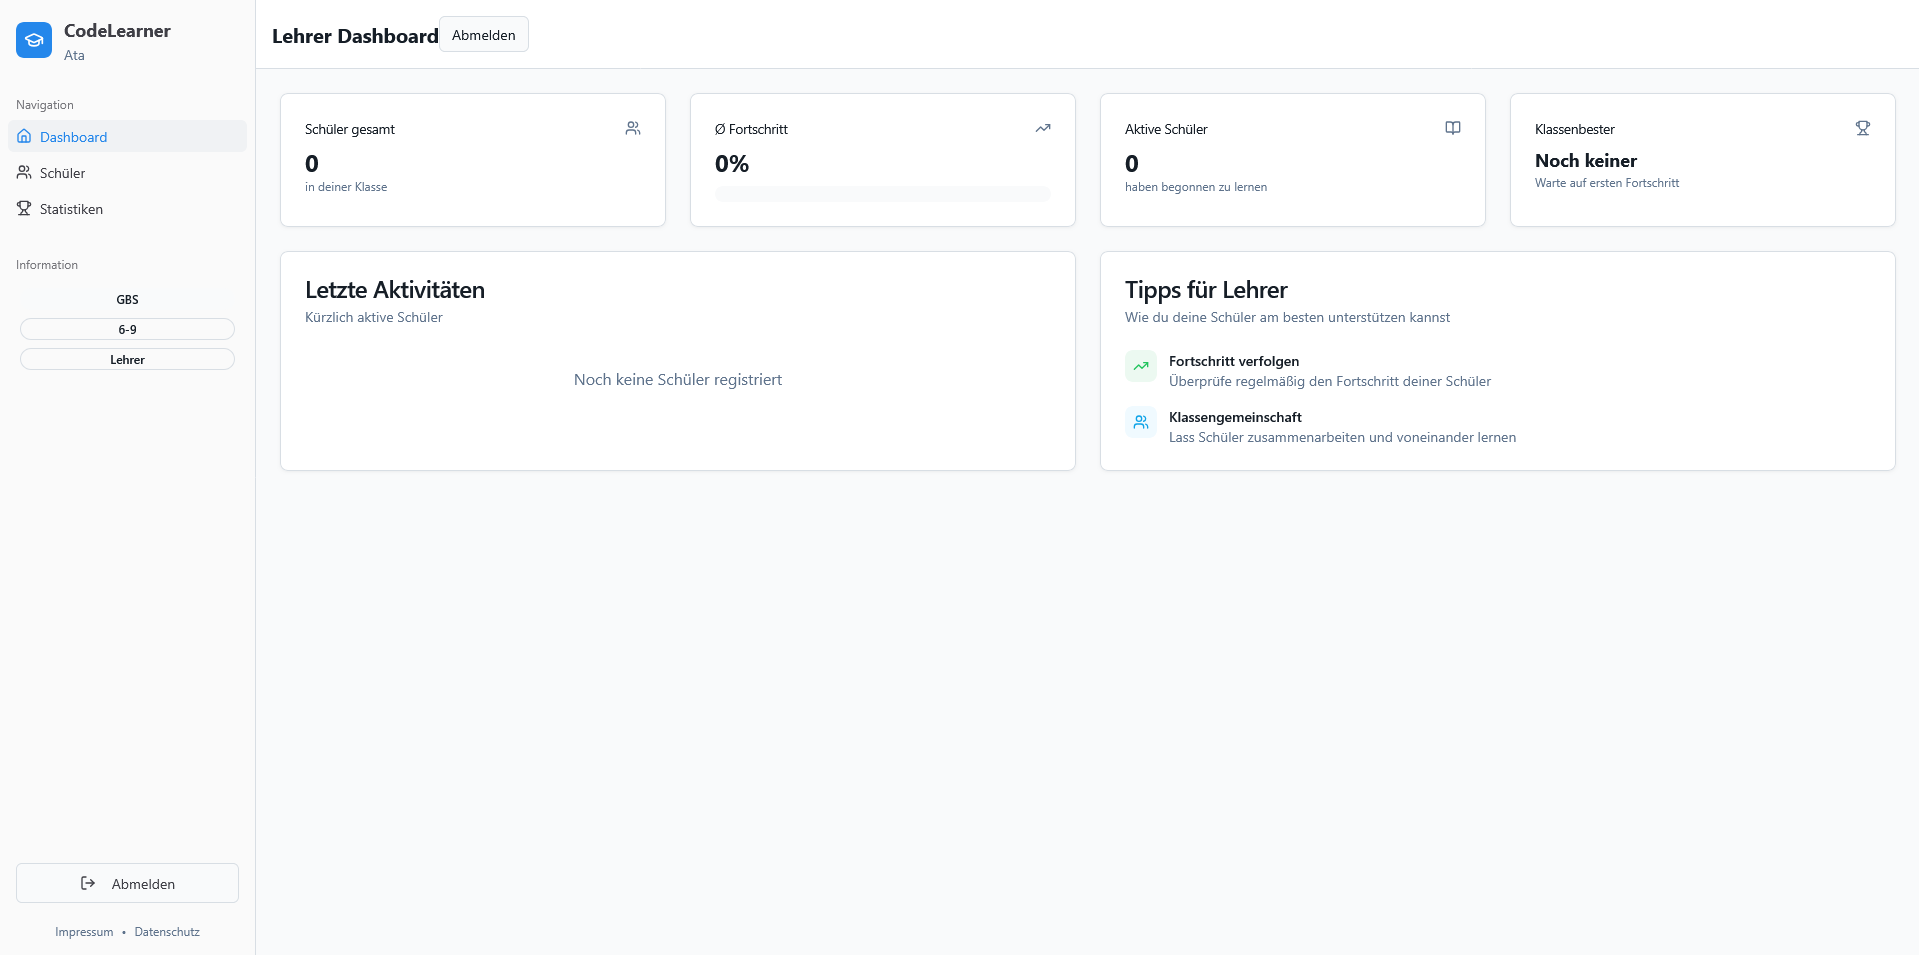 CodeLearner
Ata
Navigation
Dashboard
Schüler
Statistiken
Information
GBS
6-9
Lehrer
Abmelden
Impressum • Datenschutz
Lehrer Dashboard
Abmelden
Schüler gesamt
0
in deiner Klasse
Ø Fortschritt
0%
Aktive Schüler
0
haben begonnen zu lernen
Klassenbester
Noch keiner
Warte auf ersten Fortschritt
Letzte Aktivitäten
Kürzlich aktive Schüler
Noch keine Schüler registriert
Tipps für Lehrer
Wie du deine Schüler am besten unterstützen kannst
Fortschritt verfolgen
Überprüfe regelmäßig den Fortschritt deiner Schüler
Klassengemeinschaft
Lass Schüler zusammenarbeiten und voneinander lernen